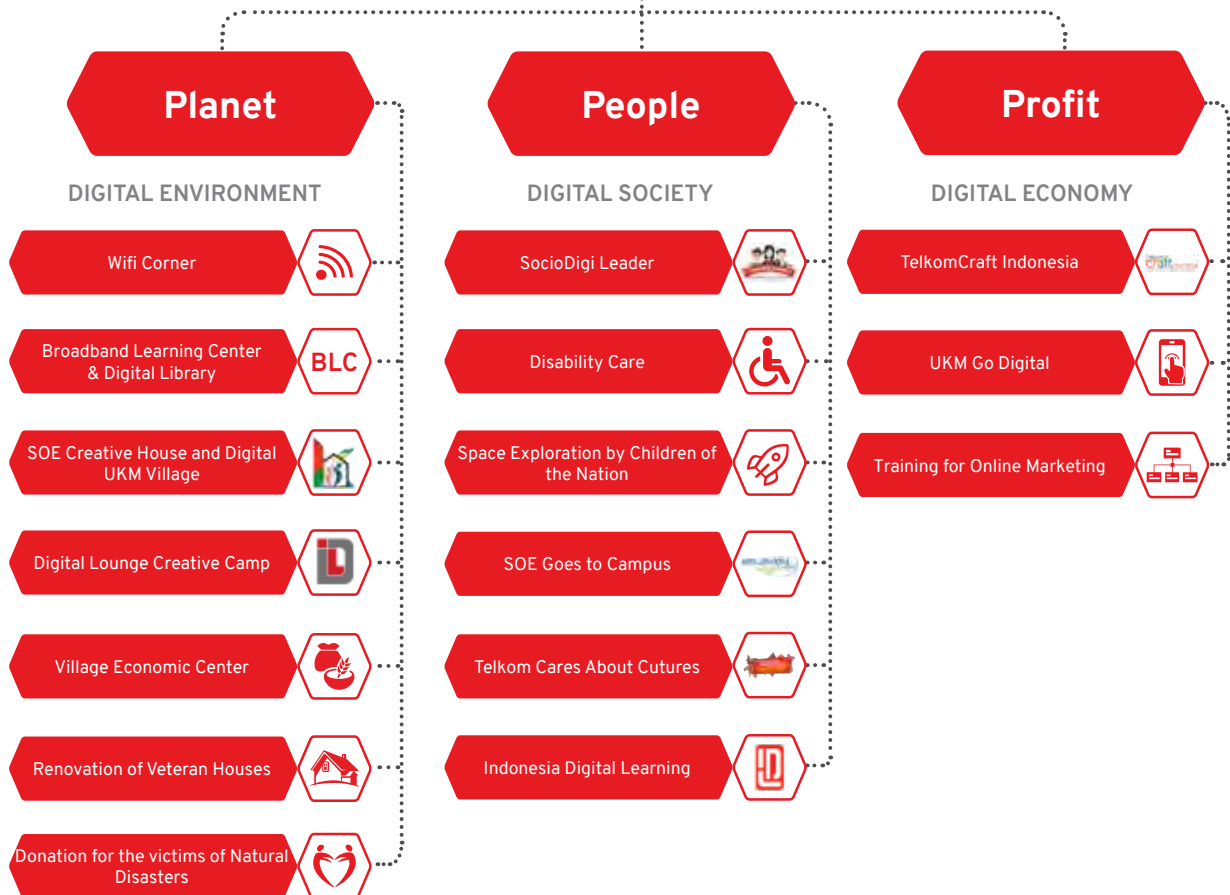 Planet
DIGITAL ENVIRONMENT
Wifi Corner
Broadband Learning Center
& Digital Library
BLC
SOE Creative House and Digital
UKM Village
Digital Lounge Creative Camp
Village Economic Center
Renovation of Veteran Houses
Donation for the victims of Natural
Disasters
People
DIGITAL SOCIETY
SocioDigi Leader
Disability Care
Space Exploration by Children of
the Nation
SOE Goes to Campus
Telkom Cares About Cutures
Indonesia Digital Learning
Profit
DIGITAL ECONOMY
TelkomCraft Indonesia
craft
UKM Go Digital
Training for Online Marketing